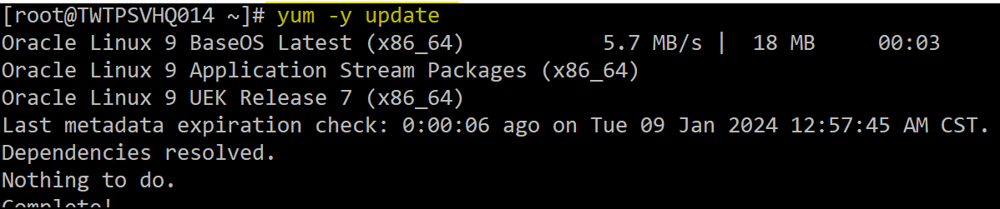 [root@TWTPSVHQ014 ~]# yum -y update
Oracle Linux 9 BaseOS Latest (x86_64) 5.7 MB/s | 18 MB 00:03
Oracle Linux 9 Application Stream Packages (x86_64)
Oracle Linux 9 UEK Release 7 (x86_64)
Last metadata expiration check: 0:00:06 ago on Tue 09 Jan 2024 12:57:45 AM CST.
Dependencies resolved.
Nothing to do.
Complete!